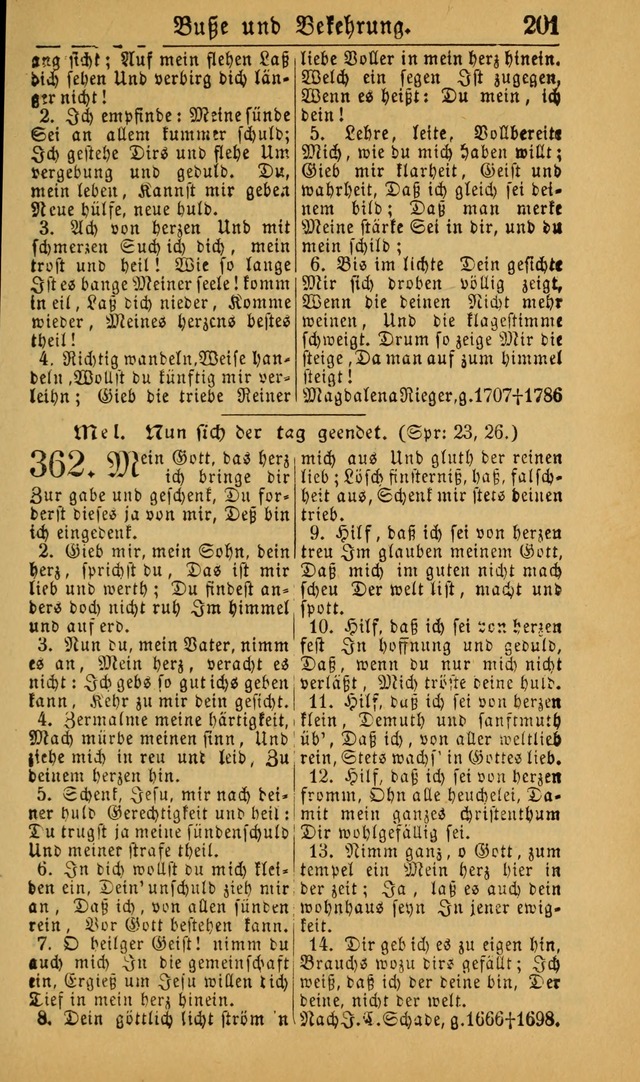 Buße und Bekehrung. 201
ang sicht; Auf mein flehen Laß
dich sehen Und verbirg dich län-
ger nicht!
2. Ich empfinde: Meine sünde
Sei an allem kummer schuld;
Ich gestehe Dirs und flehe Um
vergebung und geduld. Du,
mein leben, Kannst mir geben
Neue hülfe, neue huld.
3. Ach von herzen Und mit
schmerzen Such ich dich, mein
trost und heil! Wie so lange
Ist es bange Meiner seele! komm
in eil, Laß dich nieder, Komme
wieder, Meines herzens bestes
theil!
4. Richtig wandeln, Weise han-
deln, Wollst du künftig mir ver-
leihn; Gieb die triebe Reiner
liebe Voller in mein herz hinein.
Welch ein segen Ist zugegen,
Wenn es heißt: Du mein, ich
dein!
5. Lehre, leite, Vollbereite
Mich, wie du mich haben willt;
Gieb mir klarheit, Geist und
wahrheit, Daß ich gleich sei dei-
nem bild; Daß man merke
Meine stärke Sei in dir, und du
mein schild;
6. Bis im lichte Dein gesichte
Mir sich droben völlig zeigt,
Wenn die deinen Nicht mehr
weinen, Und die klagestimme
schweigt. Drum so zeige Mir die
steige, Da man auf zum himmel
steigt!
Magdalena Rieger, g. 1707†1786
Mel. Nun sich der tag geendet. (Spr: 23, 26.)
362. Mein Gott, das herz
ich bringe dir
Zur gabe und geschenk, Du for-
derst dieses ja von mir, Deß bin
ich eingedenk.
2. Gieb mir, mein Sohn, dein
herz, sprichst du, Das ist mir
lieb und werth; Du findest an-
ders doch nicht ruh Im himmel
und auf erd.
3. Nun du, mein Vater, nimm
es an, Mein herz, veracht es
nicht: Ich gebs so gut ichs geben
kann, Kehr zu mir dein gesicht.
4. Zermalme meine härtigkeit,
Mach mürbe meinen sinn, Und
ziehe mich in reu und leid, Zu
deinem herzen hin.
5. Schenk, Jesu, mir nach dei-
ner huld Gerechtigkeit und heil:
Du trugst ja meine sündenschuld
Und meiner strafe theil.
6. In dich wollst du mich klei-
den ein, Dein' unschuld zieh mir
an, Daß ich, von allen sünden
rein, Vor Gott bestehen kann.
7. O heilger Geist! nimm du
auch mich In die gemeinschaft
ein, Ergieß um Jesu willen dich
Tief in mein herz hinein.
8. Dein göttlich licht ström 'n
mich aus Und gluth der reinen
lieb; Lösch finsterniß, haß, falsch-
heit aus, Schenk mir stets deinen
trieb.
9. Hilf, daß ich sei von herzen
treu Im glauben meinem Gott,
Daß mich im guten nicht mach
scheu Der welt list, macht und
spott.
10. Hilf, daß ich sei von herzen
fest In hoffnung und geduld,
Daß, wenn du nur mich nicht
verläßt, Mich tröste deine huld.
11. Hilf, daß ich sei von herzen
klein, Demuth und sanftmuth
üb', Daß ich, von aller weltlieb
rein, Stets wachs' in Gottes lieb.
12. Hilf, daß ich sei von herzen
fromm, Ohn alle heuchelei, Da-
mit mein ganzes christenthum
Dir wohlgefällig sei.
13. Nimm ganz, o Gott, zum
tempel ein Mein herz hier in
der zeit; Ja, laß es auch dein
wohnhaus seyn In jener ewig-
keit.
14. Dir geb ich es zu eigen hin,
Brauchs wozu dirs gefällt; Ich
weiß, daß ich der deine bin, Der
deine, nicht der welt.
Nach J. C. Schade, g. 1666†1698.